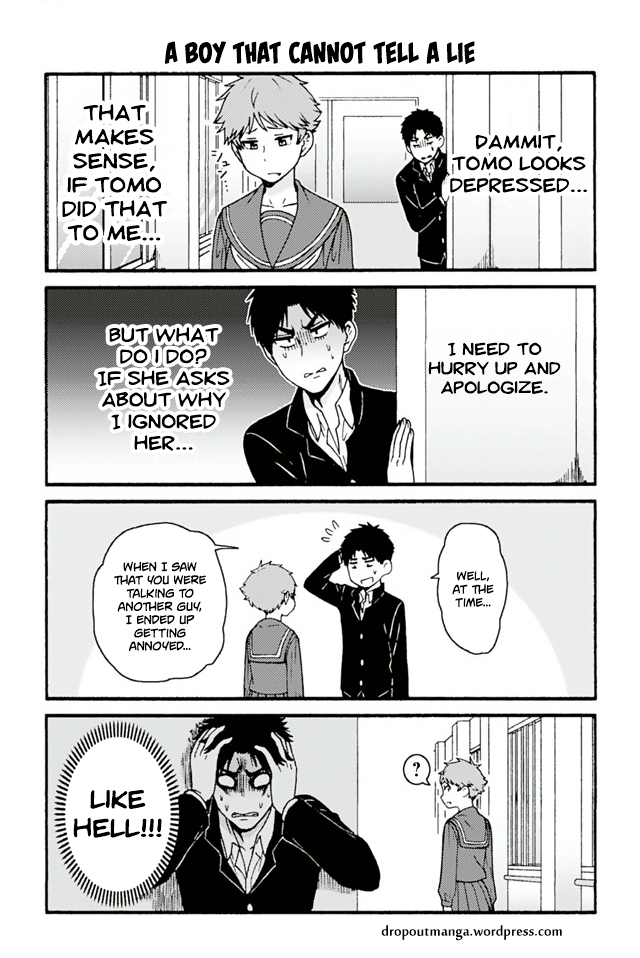 A BOY THAT CANNOT TELL A LIE
DAMMIT,
TOMO LOOKS
DEPRESSED...
THAT
MAKES
SENSE,
IF TOMO
DID THAT
TO ME...
I NEED TO
HURRY UP AND
APOLOGIZE.
BUT WHAT
DO I DO?
IF SHE ASKS
ABOUT WHY
I IGNORED
HER...
WELL,
AT THE
TIME...
WHEN I SAW
THAT YOU WERE
TALKING TO
ANOTHER GUY,
I ENDED UP
GETTING
ANNOYED...
?
LIKE
HELL!!!
dropoutmanga.wordpress.com